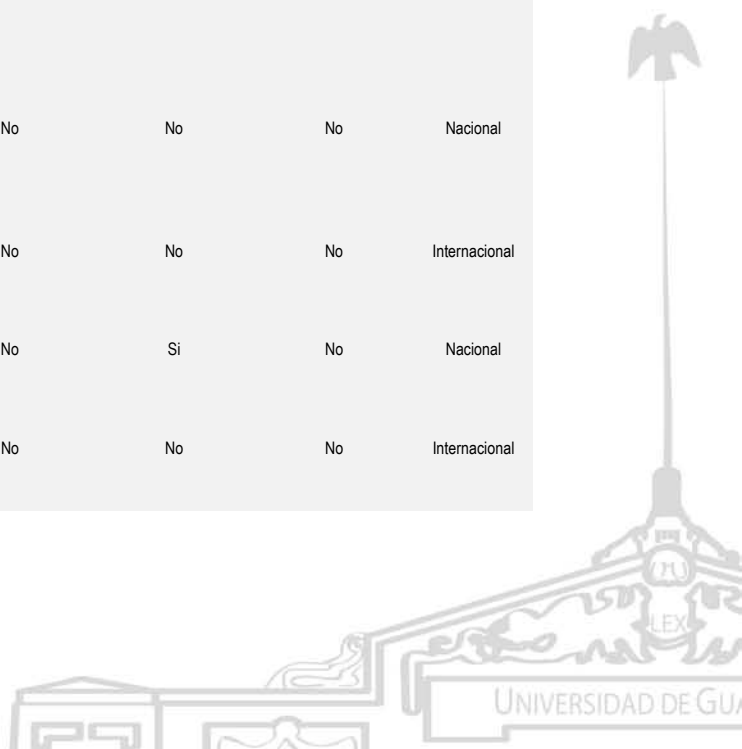 No No No Nacional
No No No Internacional
No Si No Nacional
No No No Internacional
LEX
UNIVERSIDAD DE